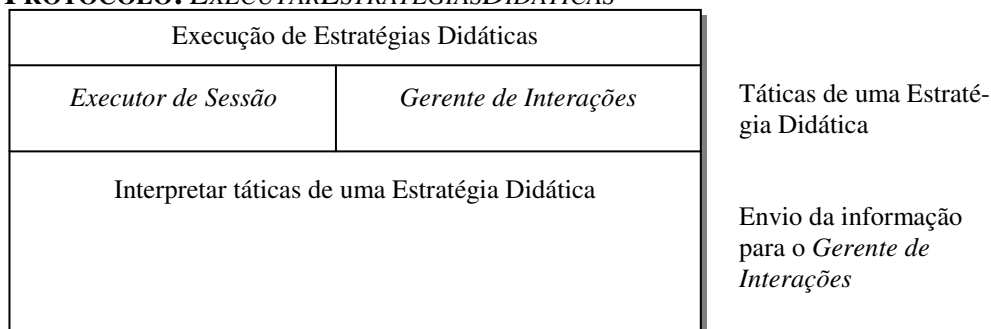 PROTOCOLO: EXECUTARESTRATÉGIASDIDÁTICAS
Execução de Estratégias Didáticas
Executor de Sessão
Gerente de Interações
Táticas de uma Estraté-
gia Didática
Interpretar táticas de uma Estratégia Didática
Envio da informação
para o Gerente de
Interações